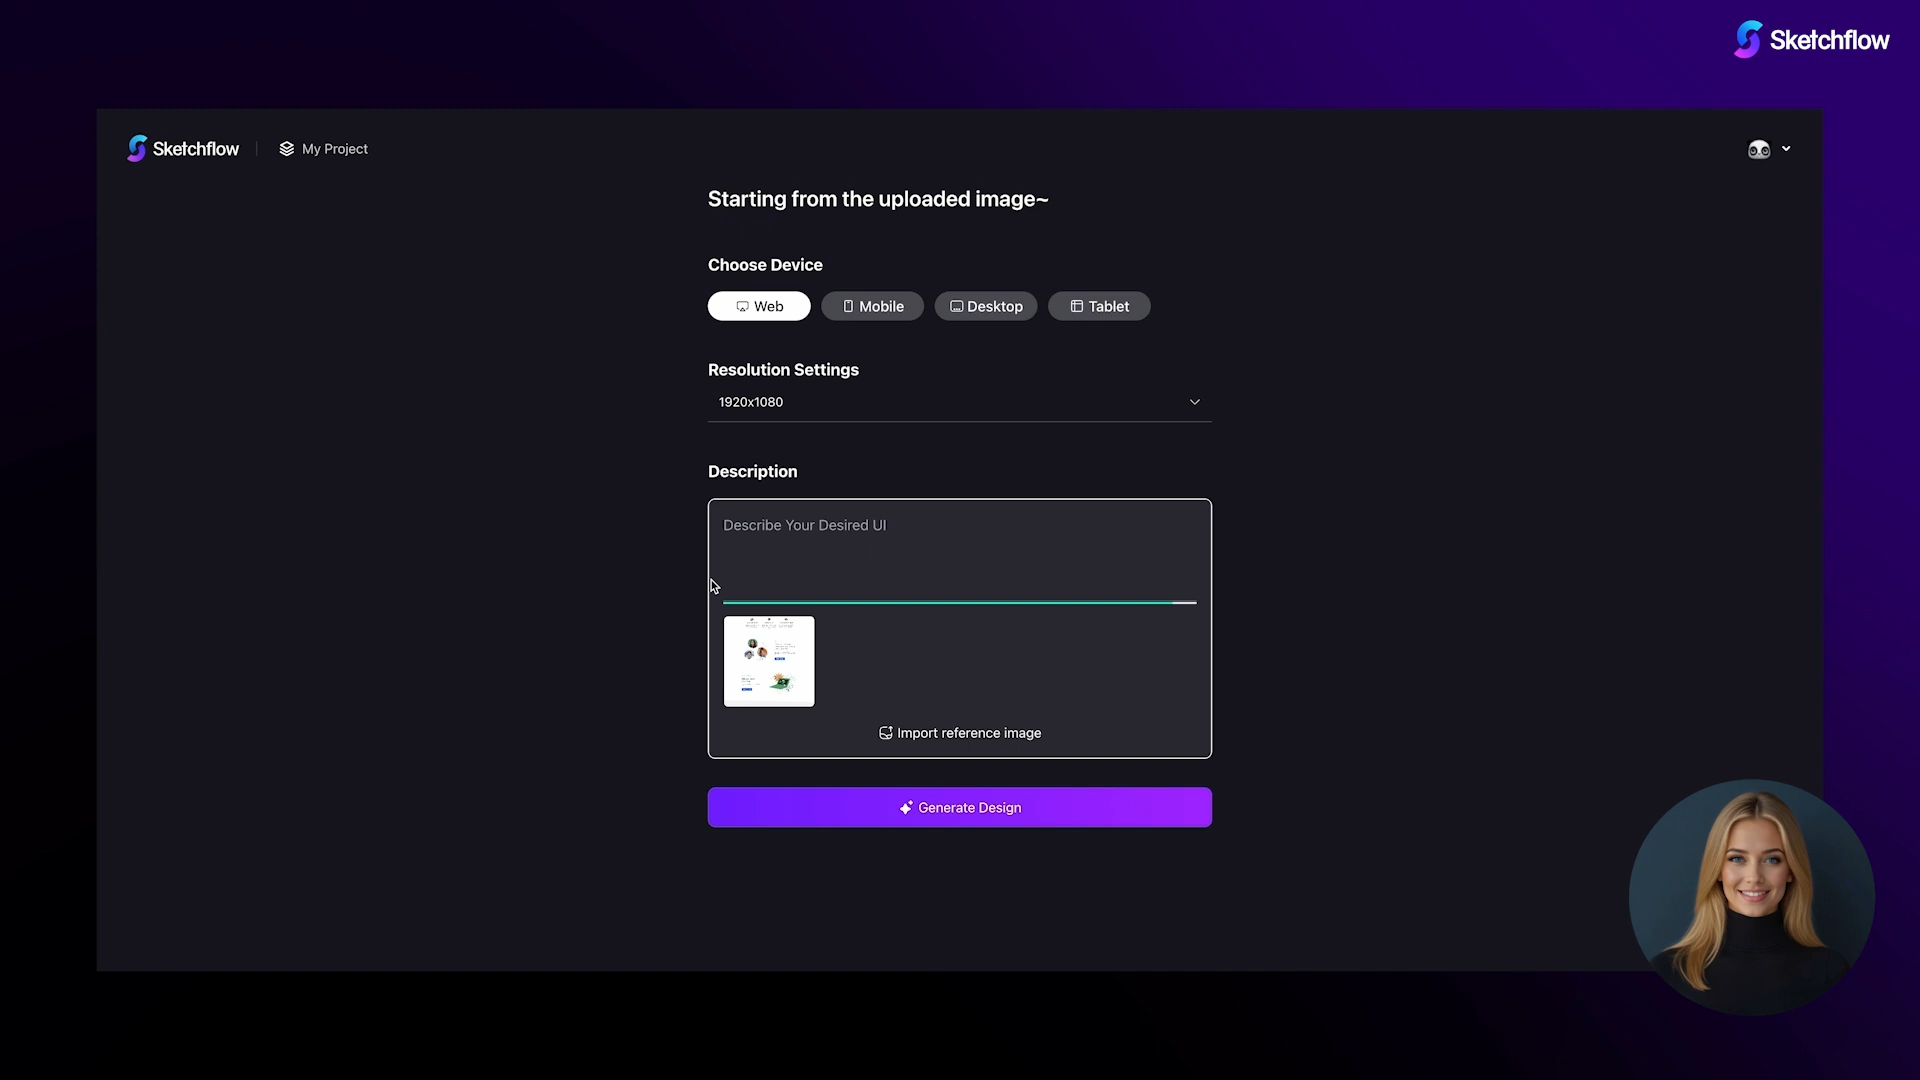 Sketchflow
Sketchflow
My Project
Starting from the uploaded image~
Choose Device
Web
Mobile
Desktop
Tablet
Resolution Settings
1920x1080
Description
Describe Your Desired UI
Import reference image
Generate Design